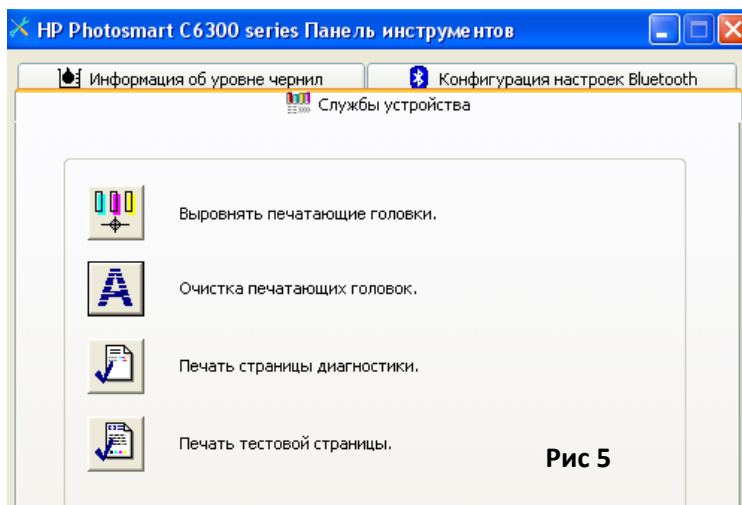 HP Photosmart C6300 series Панель инструментов
Информация об уровне чернил
Конфигурация настроек Bluetooth
Службы устройства
Выровнять печатающие головки.
Очистка печатающих головок.
Печать страницы диагностики.
Печать тестовой страницы.
Рис 5